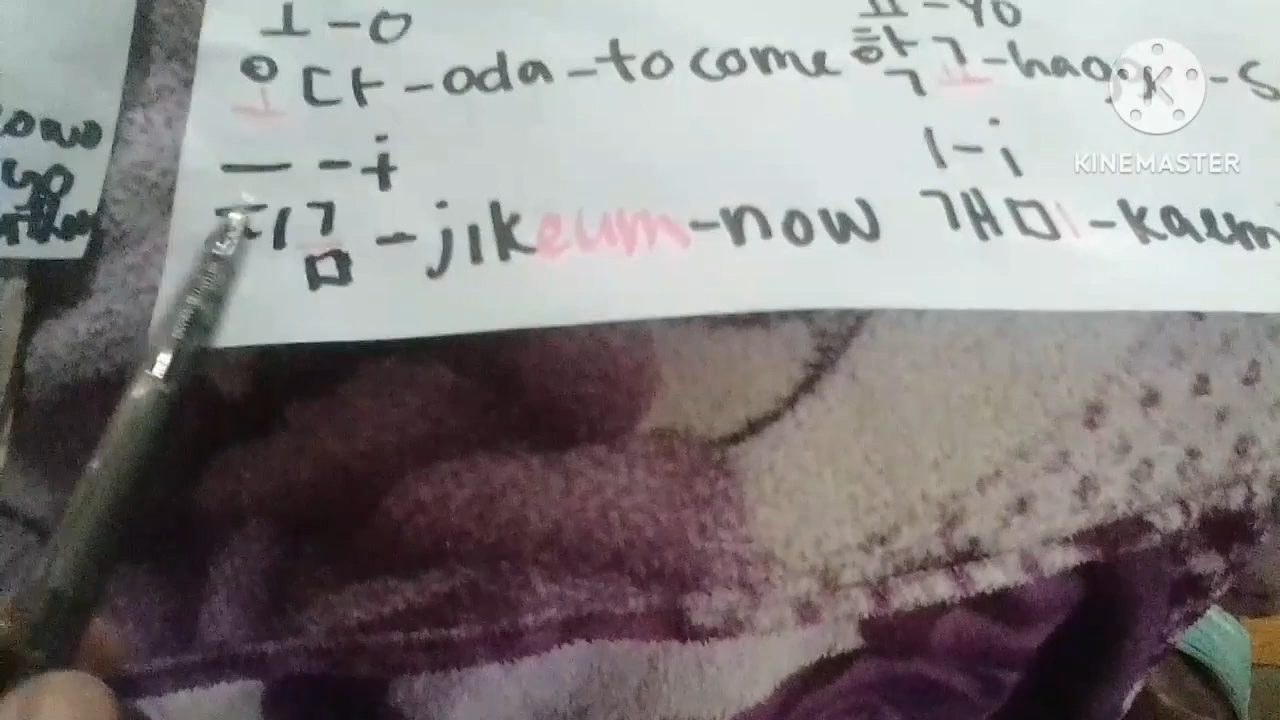 ㅗ - o ㅛ - yo
오다 - oda - to come 학교 - hag
ㅡ - i ㅣ - i
지금 - jikeum - now 개미 - kaem
KINEMASTER